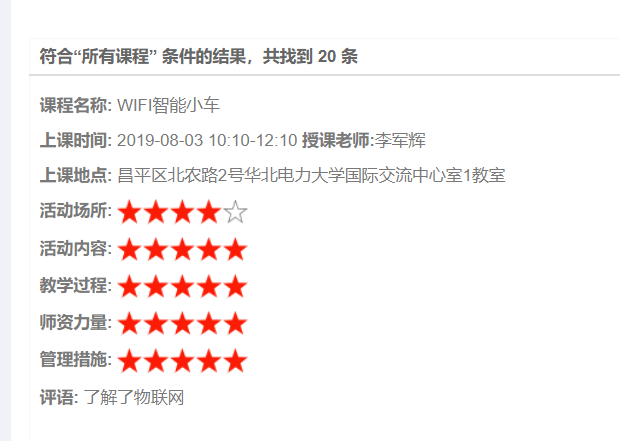 符合“所有课程” 条件的结果，共找到 20 条
课程名称: WIFI智能小车
上课时间: 2019-08-03 10:10-12:10 授课老师:李军辉
上课地点: 昌平区北农路2号华北电力大学国际交流中心室1教室
活动场所:
活动内容:
教学过程:
师资力量:
管理措施:
评语: 了解了物联网